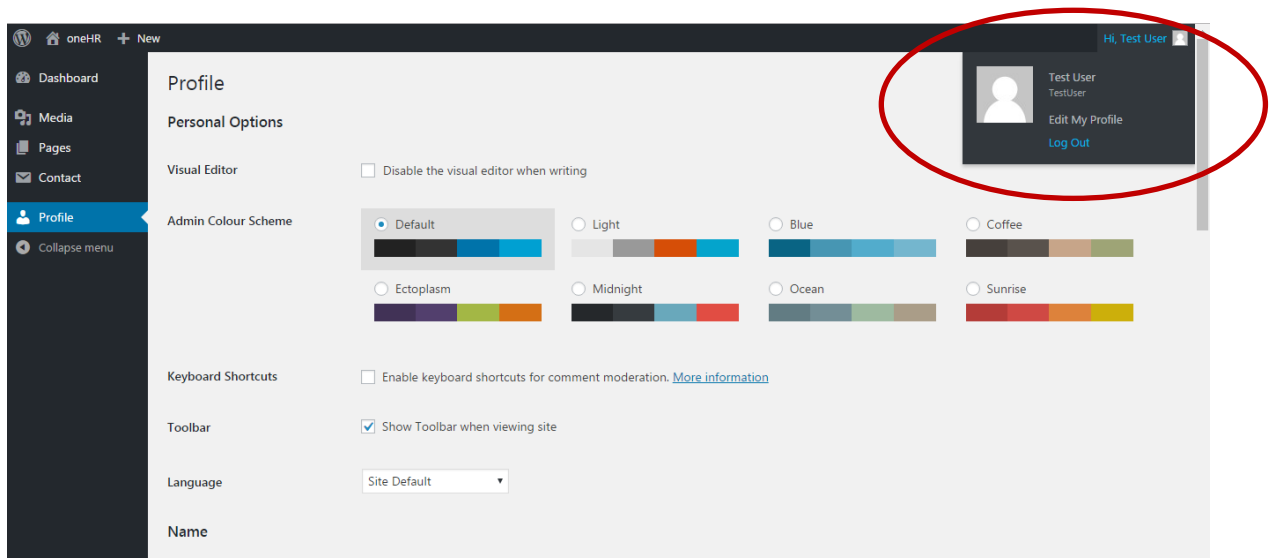 oneHR New Hi, Test User
Dashboard
Media
Pages
Contact
Profile
Collapse menu
Profile
Personal Options
Visual Editor Disable the visual editor when writing
Admin Colour Scheme Default Light Blue Coffee
Ectoplasm Midnight Ocean Sunrise
Keyboard Shortcuts Enable keyboard shortcuts for comment moderation. More information
Toolbar Show Toolbar when viewing site
Language Site Default
Name
Test User
TestUser
Edit My Profile
Log Out